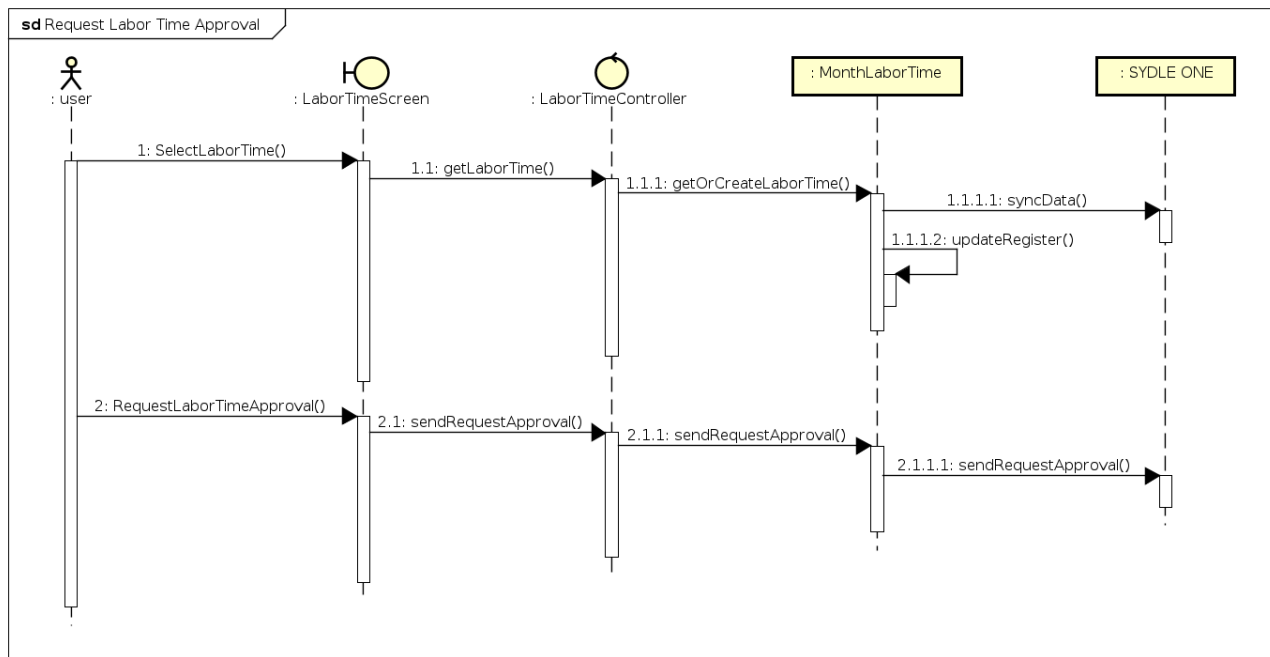 sd Request Labor Time Approval
: user
: LaborTimeScreen
: LaborTimeController
: MonthLaborTime
: SYDLE ONE
1: SelectLaborTime()
1.1: getLaborTime()
1.1.1: getOrCreateLaborTime()
1.1.1.1: syncData()
1.1.1.2: updateRegister()
2: RequestLaborTimeApproval()
2.1: sendRequestApproval()
2.1.1: sendRequestApproval()
2.1.1.1: sendRequestApproval()